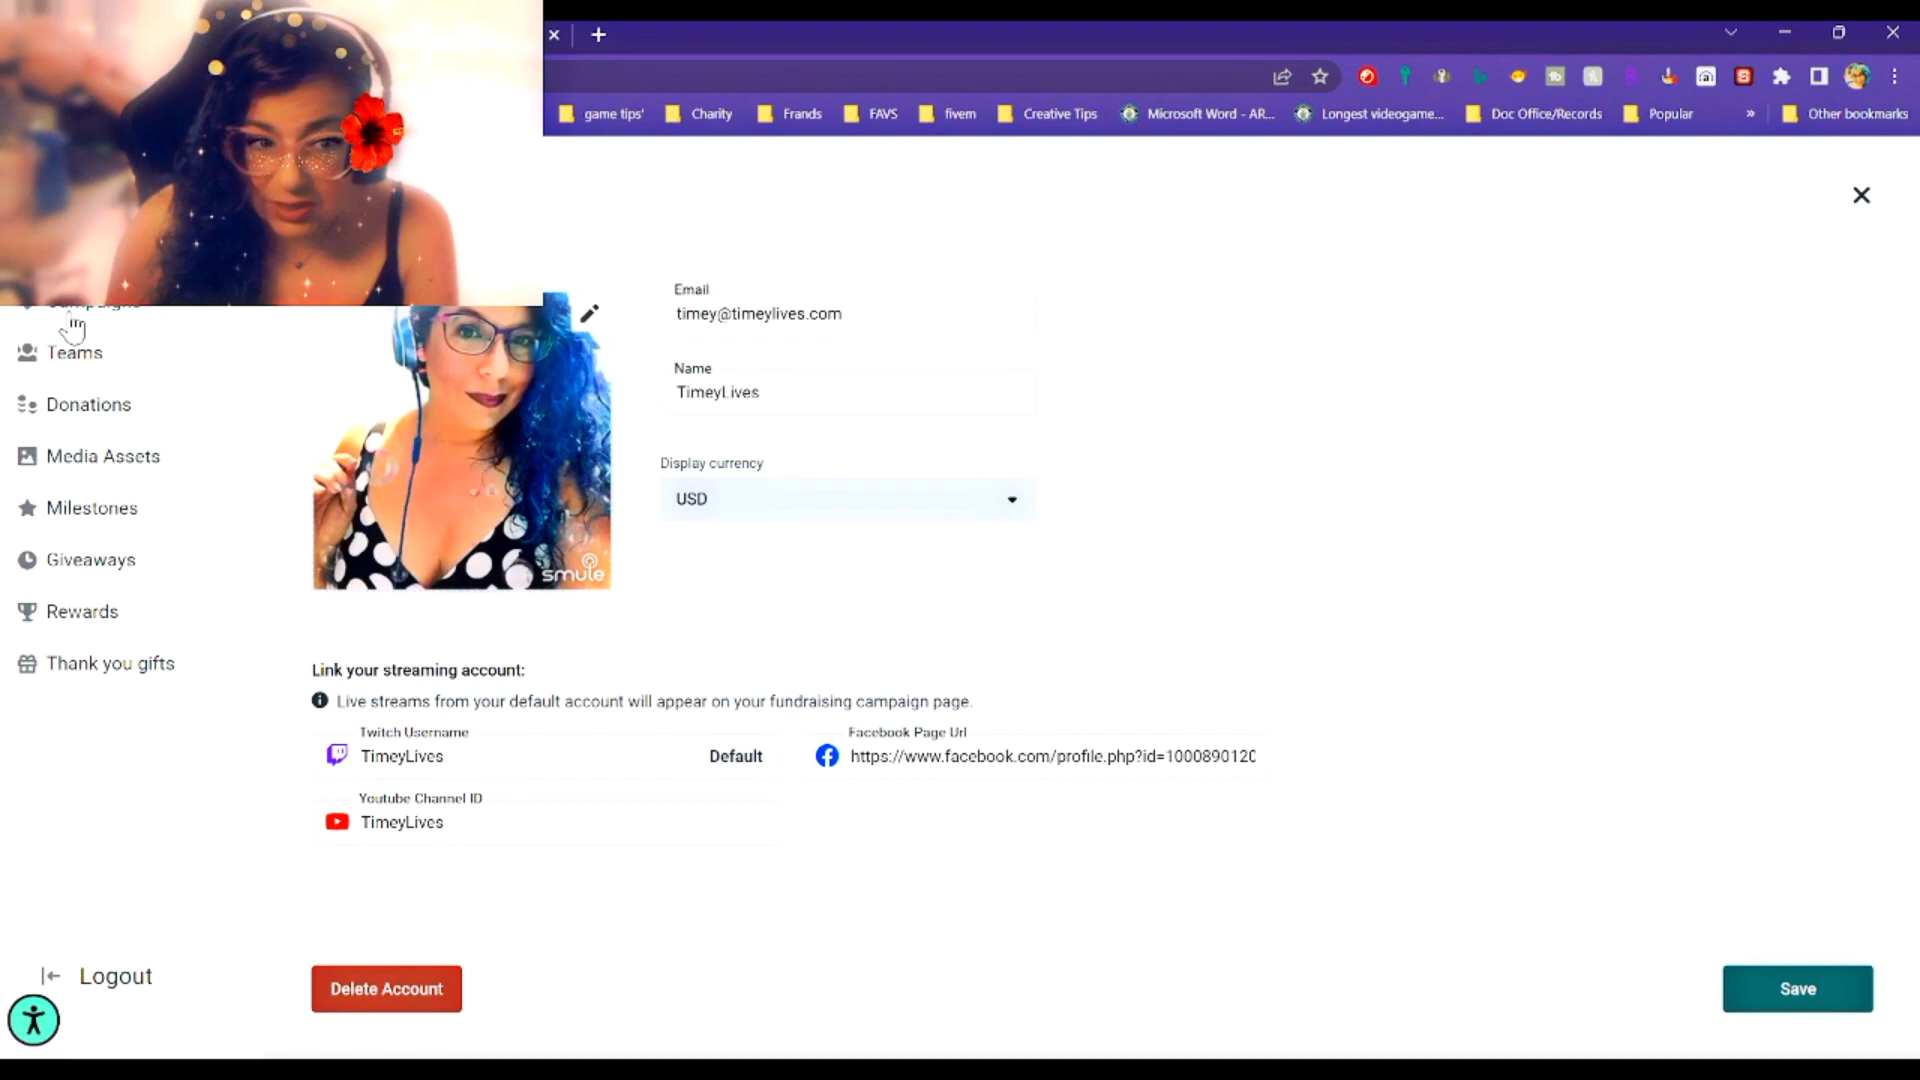 game tips'
Charity
Frands
FAVS
fivem
Creative Tips
Microsoft Word - AR...
Longest videogame...
Doc Office/Records
Popular
»
Other bookmarks
Campaigns
Teams
Donations
Media Assets
Milestones
Giveaways
Rewards
Thank you gifts
Logout
smule
Email
timey@timeylives.com
Name
TimeyLives
Display currency
USD
Link your streaming account:
Live streams from your default account will appear on your fundraising campaign page.
Twitch Username
TimeyLives
Default
Facebook Page Url
https://www.facebook.com/profile.php?id=1000890120
Youtube Channel ID
TimeyLives
Delete Account
Save